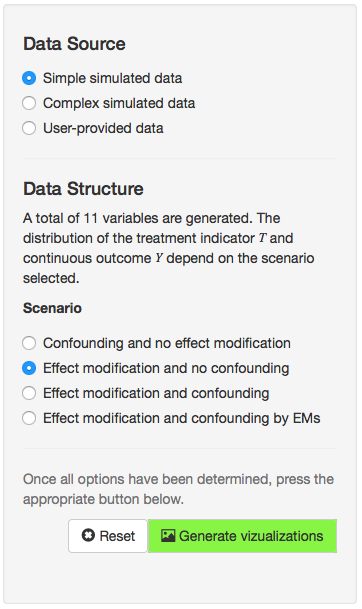 Data Source
Simple simulated data
Complex simulated data
User-provided data
Data Structure
A total of 11 variables are generated. The
distribution of the treatment indicator T and
continuous outcome Y depend on the scenario
selected.
Scenario
Confounding and no effect modification
Effect modification and no confounding
Effect modification and confounding
Effect modification and confounding by EMs
Once all options have been determined, press the
appropriate button below.
Reset
Generate vizualizations